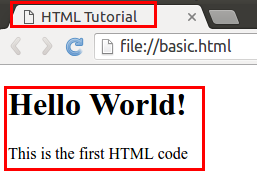 HTML Tutorial
file://basic.html
Hello World!
This is the first HTML code